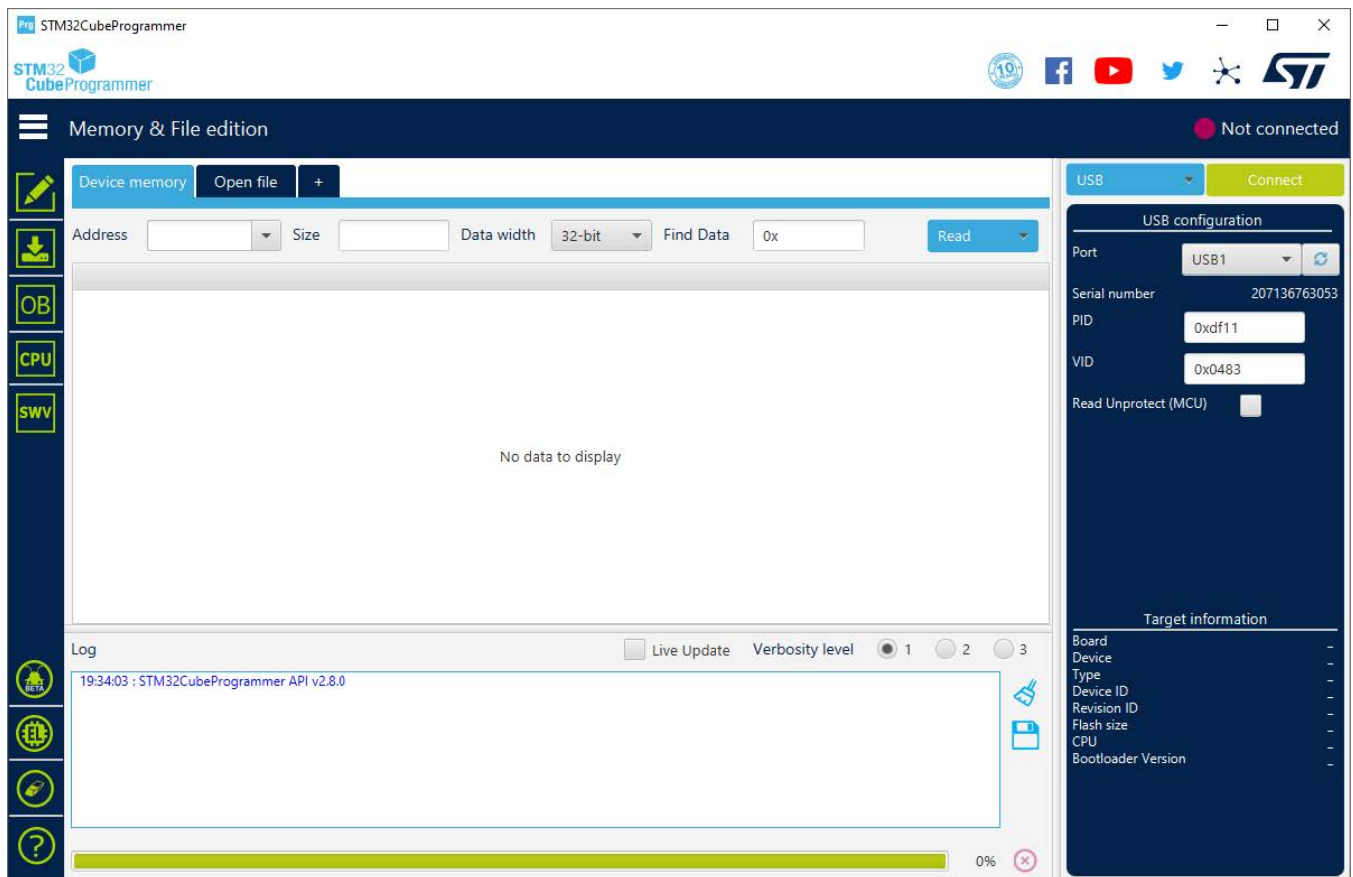 Prg STM32CubeProgrammer
STM32
CubeProgrammer
10
Memory & File edition
Not connected
Device memory Open file +
USB Connect
Address Size Data width 32-bit Find Data 0x Read
USB configuration
Port USB1
Serial number 207136763053
PID 0xdf11
VID 0x0483
Read Unprotect (MCU)
OB
CPU
SWV
No data to display
Log Live Update Verbosity level 1 2 3
19:34:03 : STM32CubeProgrammer API v2.8.0
BETA
EL
?
0%
Target information
Board –
Device –
Type –
Device ID –
Revision ID –
Flash size –
CPU –
Bootloader Version –